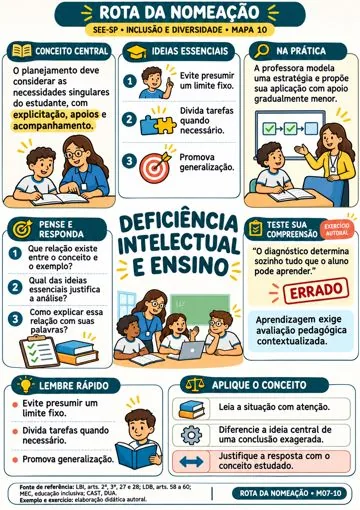 ROTA DA NOMEAÇÃO
SEE-SP • INCLUSÃO E DIVERSIDADE • MAPA 10
CONCEITO CENTRAL
O planejamento deve
considerar as
necessidades singulares
do estudante, com
explicitação, apoios e
acompanhamento.
IDEIAS ESSENCIAIS
1
Evite presumir
um limite fixo.
2
Divida tarefas
quando
necessário.
3
Promova
generalização.
NA PRÁTICA
A professora modela
uma estratégia e propõe
sua aplicação com apoio
gradualmente menor.
PENSE E
RESPONDA
1
Que relação existe
entre o conceito e
o exemplo?
2
Qual das ideias
essenciais justifica
a análise?
3
Como explicar essa
relação com suas
palavras?
DEFICIÊNCIA
INTELECTUAL
E ENSINO
TESTE SUA
COMPREENSÃO
EXERCÍCIO
AUTORAL
“O diagnóstico determina
sozinho tudo que o aluno
pode aprender.”
ERRADO
Aprendizagem exige
avaliação pedagógica
contextualizada.
LEMBRE RÁPIDO
Evite presumir um
limite fixo.
Divida tarefas quando
necessário.
Promova generalização.
APLIQUE O CONCEITO
Leia a situação com atenção.
Diferencie a ideia central de
uma conclusão exagerada.
Justifique a resposta com o
conceito estudado.
Fonte de referência: LBI, arts. 2º, 3º, 27 e 28; LDB, arts. 58 a 60;
MEC, educação inclusiva; CAST, DUA.
Exemplo e exercício: elaboração didática autoral.
ROTA DA NOMEAÇÃO | M07-10